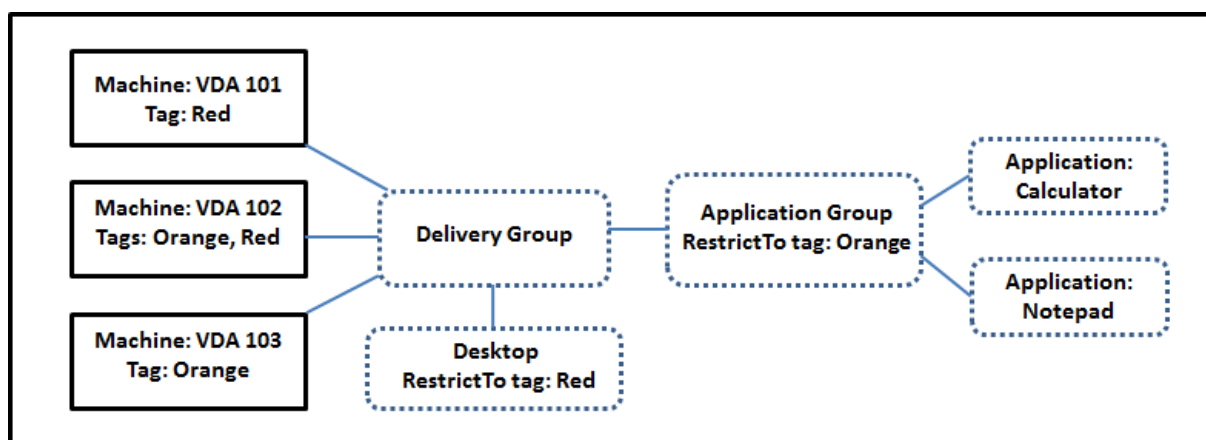 Machine: VDA 101
Tag: Red
Machine: VDA 102
Tags: Orange, Red
Machine: VDA 103
Tag: Orange
Delivery Group
Desktop
RestrictTo tag: Red
Application Group
RestrictTo tag: Orange
Application:
Calculator
Application:
Notepad